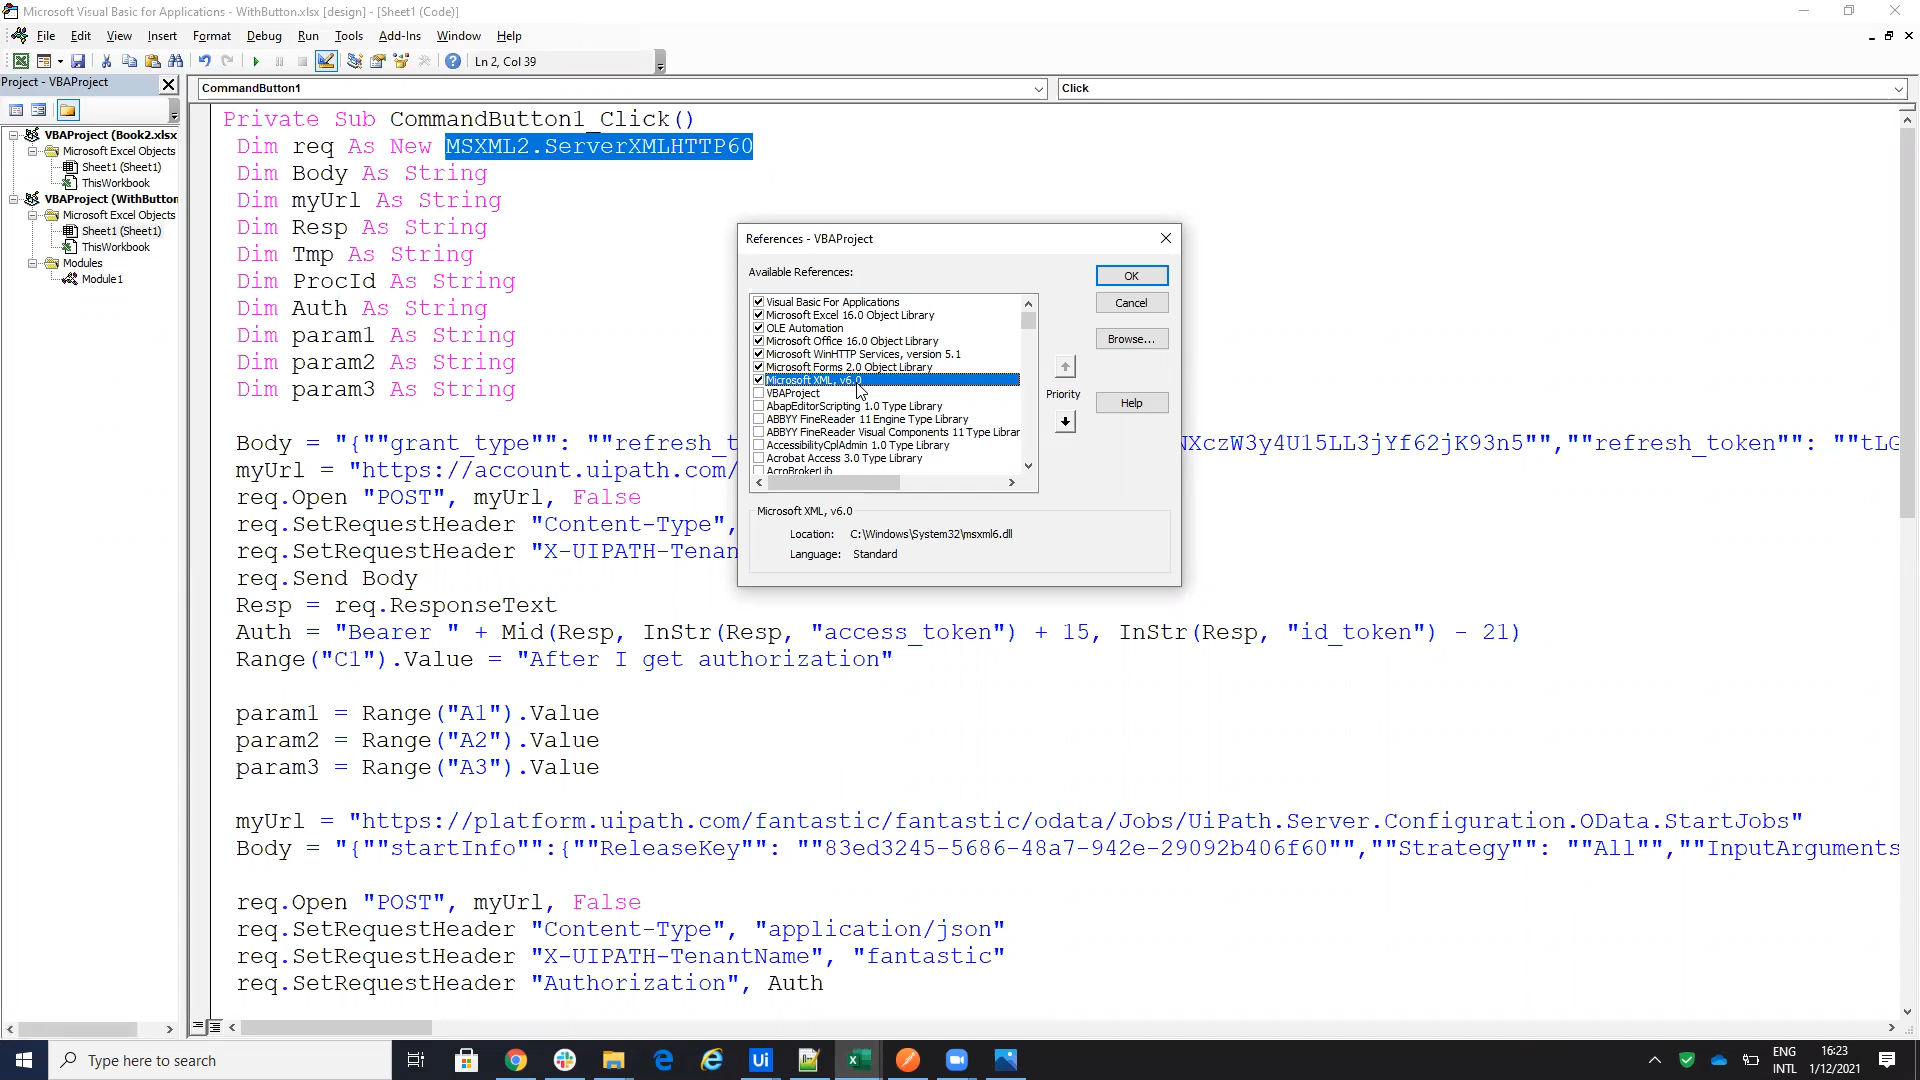 Microsoft Visual Basic for Applications - WithButton.xlsx [design] - [Sheet1 (Code)]
File Edit View Insert Format Debug Run Tools Add-Ins Window Help
Ln 2, Col 39
Project - VBAProject
CommandButton1
Click
VBAProject (Book2.xlsx
Microsoft Excel Objects
Sheet1 (Sheet1)
ThisWorkbook
VBAProject (WithButton
Microsoft Excel Objects
Sheet1 (Sheet1)
ThisWorkbook
Modules
Module1
Private Sub CommandButton1_Click()
Dim req As New MSXML2.ServerXMLHTTP60
Dim Body As String
Dim myUrl As String
Dim Resp As String
Dim Tmp As String
Dim ProcId As String
Dim Auth As String
Dim param1 As String
Dim param2 As String
Dim param3 As String
Body = "{""grant_type"": ""refresh_t NXczW3y4U15LL3jYf62jK93n5"",""refresh_token"": ""tLG
myUrl = "https://account.uipath.com/
req.Open "POST", myUrl, False
req.SetRequestHeader "Content-Type",
req.SetRequestHeader "X-UIPATH-Tenan
req.Send Body
Resp = req.ResponseText
Auth = "Bearer " + Mid(Resp, InStr(Resp, "access_token") + 15, InStr(Resp, "id_token") - 21)
Range("C1").Value = "After I get authorization"
param1 = Range("A1").Value
param2 = Range("A2").Value
param3 = Range("A3").Value
myUrl = "https://platform.uipath.com/fantastic/fantastic/odata/Jobs/UiPath.Server.Configuration.OData.StartJobs"
Body = "{""startInfo"":{""ReleaseKey"": ""83ed3245-5686-48a7-942e-29092b406f60"",""Strategy"": ""All"",""InputArguments
req.Open "POST", myUrl, False
req.SetRequestHeader "Content-Type", "application/json"
req.SetRequestHeader "X-UIPATH-TenantName", "fantastic"
req.SetRequestHeader "Authorization", Auth
References - VBAProject
Available References:
Visual Basic For Applications
Microsoft Excel 16.0 Object Library
OLE Automation
Microsoft Office 16.0 Object Library
Microsoft WinHTTP Services, version 5.1
Microsoft Forms 2.0 Object Library
Microsoft XML, v6.0
VBAProject
AbapEditorScripting 1.0 Type Library
ABBYY FineReader 11 Engine Type Library
ABBYY FineReader Visual Components 11 Type Librar
AccessibilityCplAdmin 1.0 Type Library
Acrobat Access 3.0 Type Library
AcroBrokerLib
OK
Cancel
Browse...
Priority
Help
Microsoft XML, v6.0
Location: C:\Windows\System32\msxml6.dll
Language: Standard
Type here to search
Ui
ENG
INTL
16:23
1/12/2021